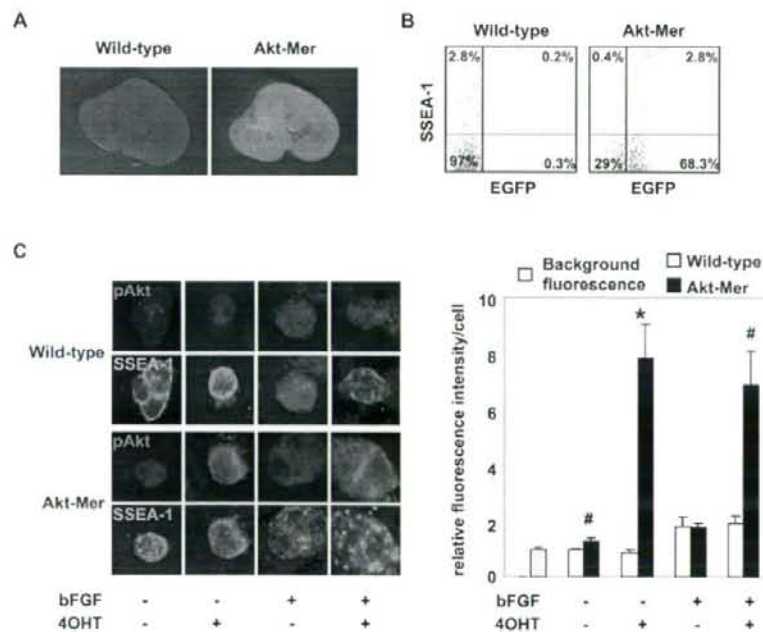 A
Wild-type Akt-Mer
B
Wild-type Akt-Mer
2.8% 0.2% 0.4% 2.8%
SSEA-1
97% 0.3% 29% 68.3%
EGFP EGFP
C
pAkt
Wild-type
SSEA-1
pAkt
Akt-Mer
SSEA-1
bFGF - - + +
4OHT - + - +
Background fluorescence
Wild-type
Akt-Mer
relative fluorescence intensity/cell
10
8
6
4
2
1
0
# * #
bFGF - - + +
4OHT - + - +